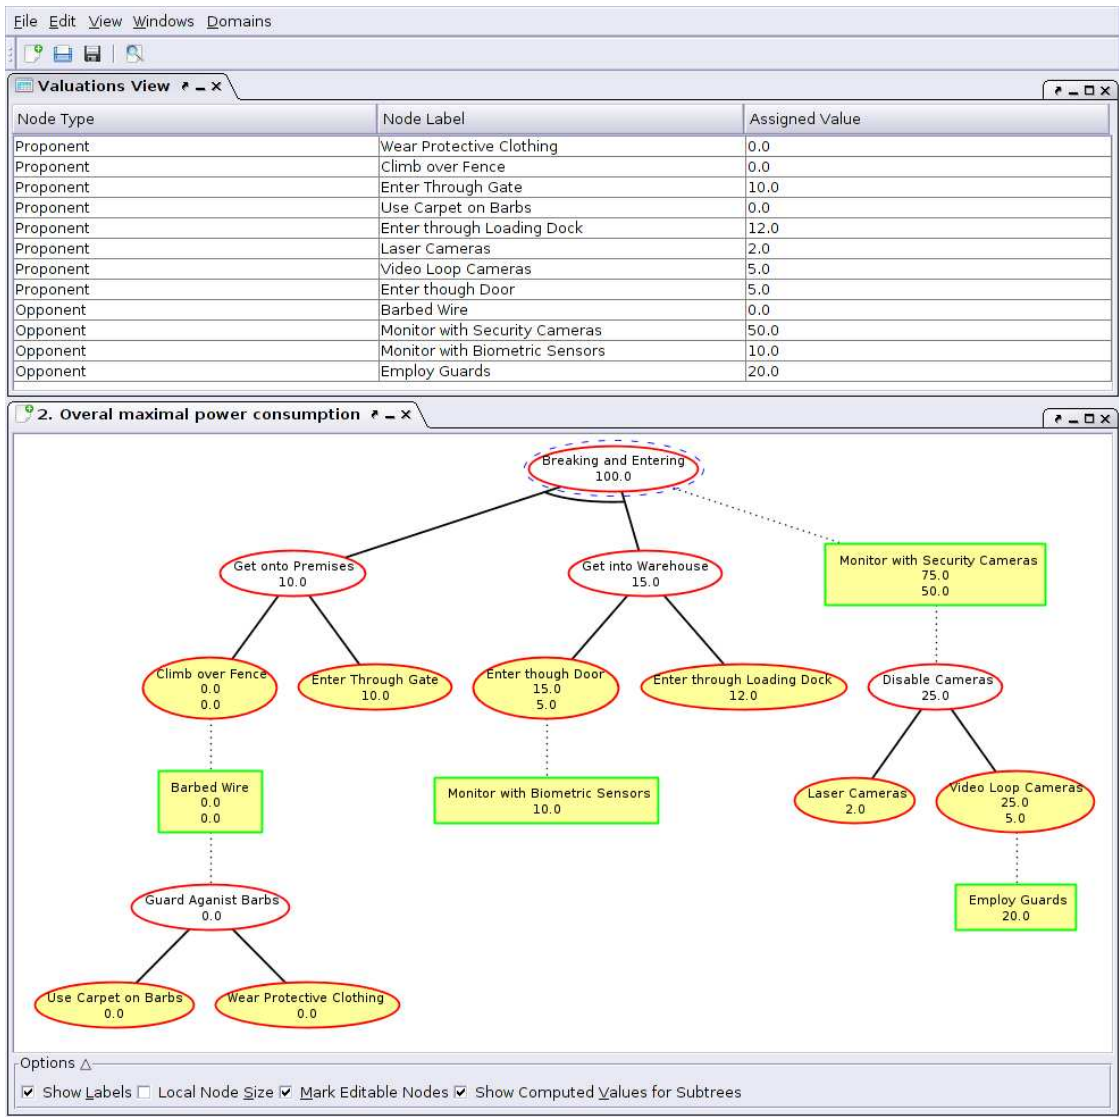 File Edit View Windows Domains
Valuations View
Node Type Node Label Assigned Value
Proponent Wear Protective Clothing 0.0
Proponent Climb over Fence 0.0
Proponent Enter Through Gate 10.0
Proponent Use Carpet on Barbs 0.0
Proponent Enter through Loading Dock 12.0
Proponent Laser Cameras 2.0
Proponent Video Loop Cameras 5.0
Proponent Enter though Door 5.0
Opponent Barbed Wire 0.0
Opponent Monitor with Security Cameras 50.0
Opponent Monitor with Biometric Sensors 10.0
Opponent Employ Guards 20.0
2. Overal maximal power consumption
Breaking and Entering
100.0
Get onto Premises
10.0
Get into Warehouse
15.0
Monitor with Security Cameras
75.0
50.0
Climb over Fence
0.0
0.0
Enter Through Gate
10.0
Enter though Door
15.0
5.0
Enter through Loading Dock
12.0
Disable Cameras
25.0
Barbed Wire
0.0
0.0
Monitor with Biometric Sensors
10.0
Laser Cameras
2.0
Video Loop Cameras
25.0
5.0
Guard Aganist Barbs
0.0
Employ Guards
20.0
Use Carpet on Barbs
0.0
Wear Protective Clothing
0.0
Options
Show Labels Local Node Size Mark Editable Nodes Show Computed Values for Subtrees